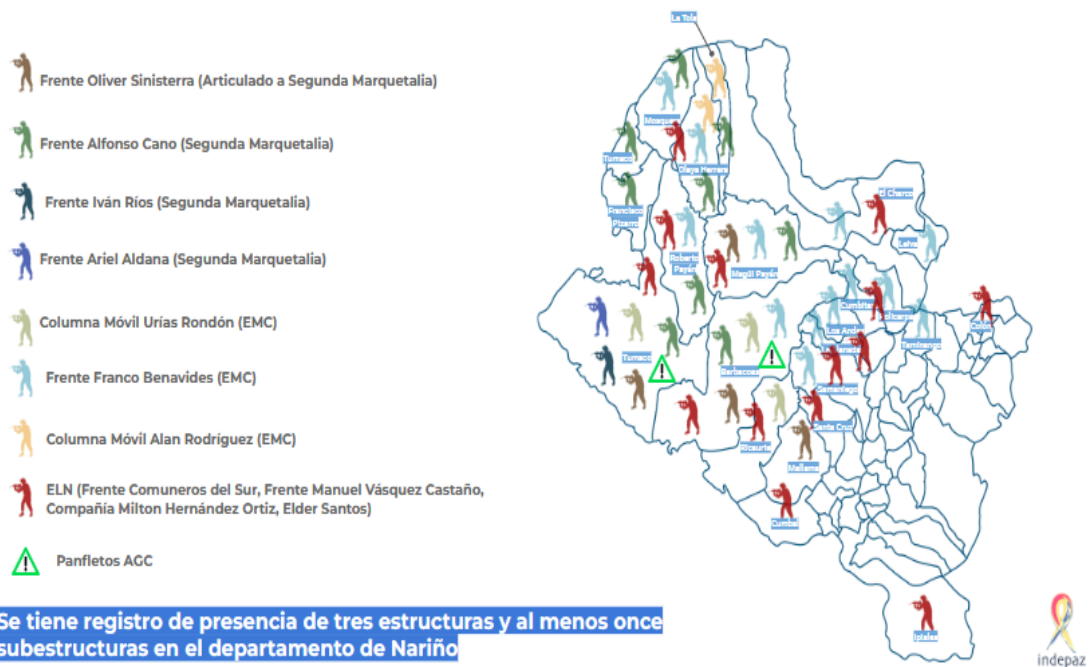 La Tola
Frente Oliver Sinisterra (Articulado a Segunda Marquetalia)
Frente Alfonso Cano (Segunda Marquetalia)
Frente Iván Ríos (Segunda Marquetalia)
Frente Ariel Aldana (Segunda Marquetalia)
Columna Móvil Urías Rondón (EMC)
Frente Franco Benavides (EMC)
Columna Móvil Alan Rodríguez (EMC)
ELN (Frente Comuneros del Sur, Frente Manuel Vásquez Castaño,
Compañía Milton Hernández Ortiz, Elder Santos)
Panfletos AGC
Se tiene registro de presencia de tres estructuras y al menos once
subestructuras en el departamento de Nariño
Mosquera
Tumaco
Olaya Herrera
Francisco
Pizarro
El Charco
Leiva
Roberto
Payán
Magüí Payán
Cumbitara
Los Andes
Taminango
Colón
Tumaco
Barbacoas
Santa Cruz
Ricaurte
Mallama
Cumbal
Ipiales
indepaz